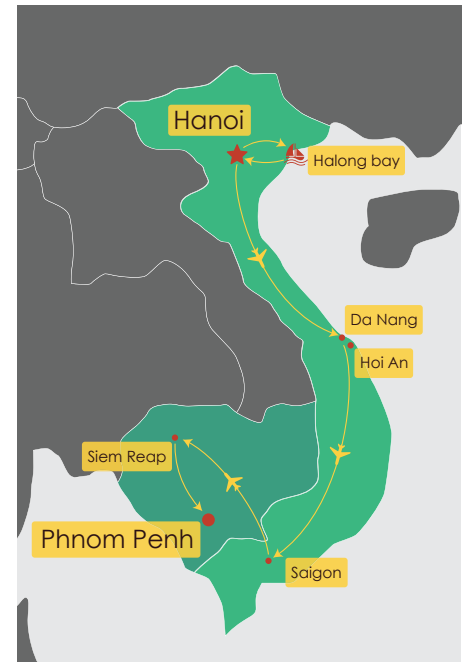 Hanoi
Halong bay
Da Nang
Hoi An
Siem Reap
Phnom Penh
Saigon